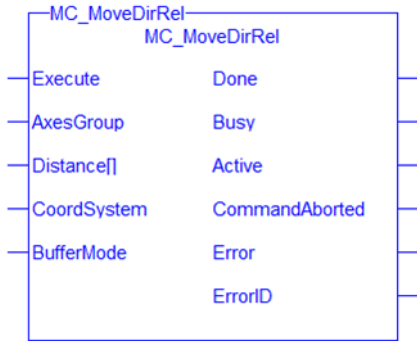 MC_MoveDirRel
MC_MoveDirRel
Execute Done
AxesGroup Busy
Distance[] Active
CoordSystem CommandAborted
BufferMode Error
ErrorID